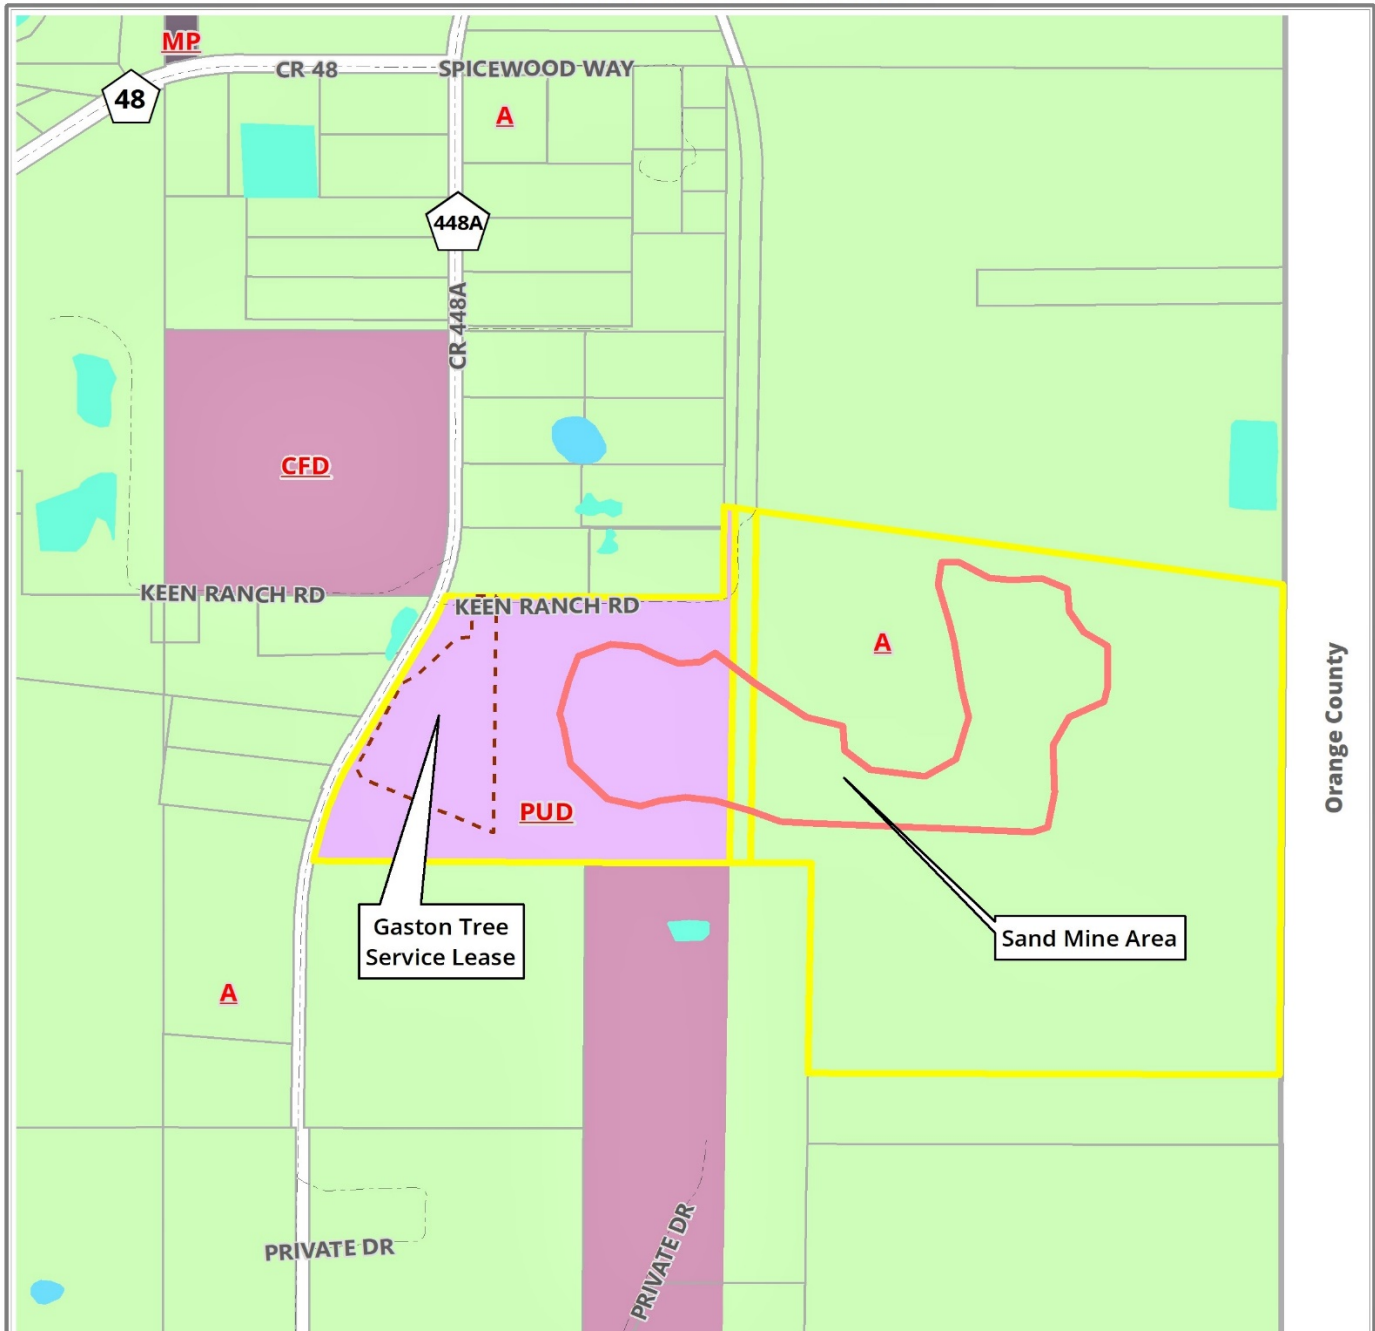 MP
CR 48
SPICEWOOD WAY
48
A
448A
CR 448A
CFD
KEEN RANCH RD
KEEN RANCH RD
A
Orange County
PUD
Gaston Tree
Service Lease
Sand Mine Area
A
PRIVATE DR
PRIVATE DR